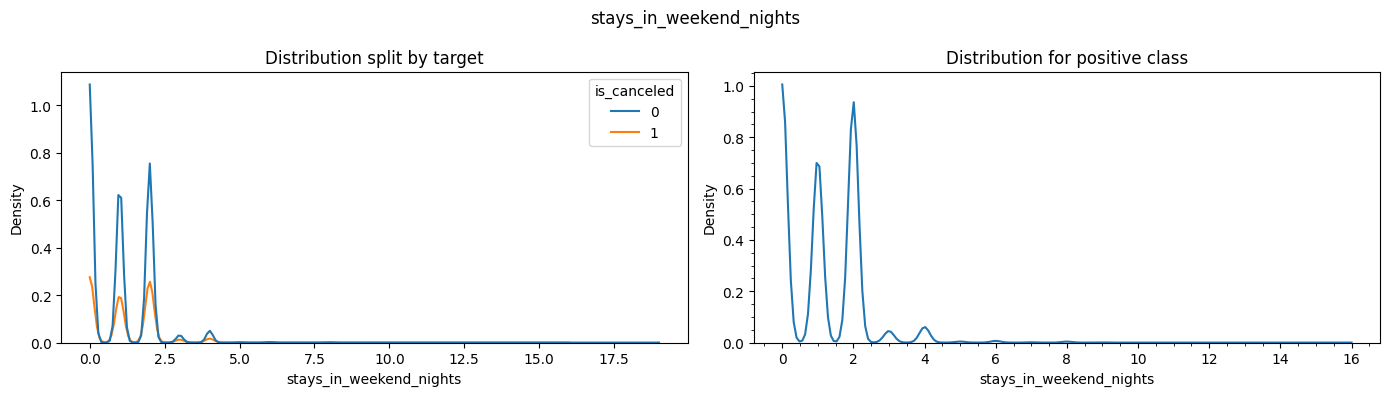 stays_in_weekend_nights
Distribution split by target
Density
1.0
0.8
0.6
0.4
0.2
0.0
is_canceled
0
1
0.0 2.5 5.0 7.5 10.0 12.5 15.0 17.5
stays_in_weekend_nights
Distribution for positive class
Density
1.0
0.8
0.6
0.4
0.2
0.0
0 2 4 6 8 10 12 14 16
stays_in_weekend_nights